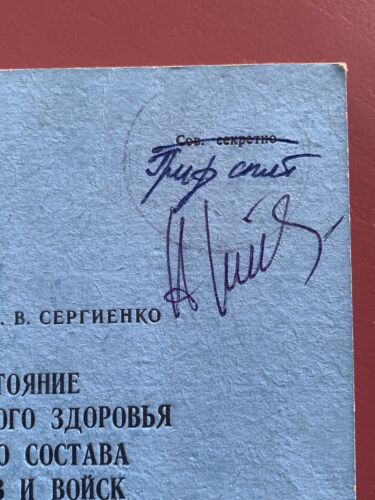 Сов. секретно
Гриф снят
. В. СЕРГИЕНКО
ТОЯНИЕ
ОГО ЗДОРОВЬЯ
О СОСТАВА
В И ВОЙСК